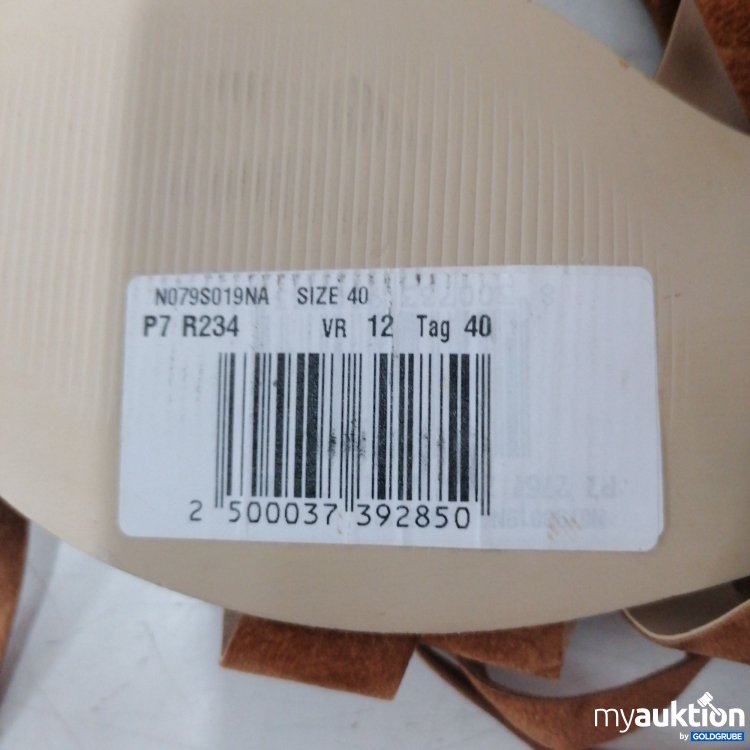 N079S019NA SIZE 40
P7 R234 VR 12 Tag 40
2 500037 392850
myauktion
by GOLDGRUBE